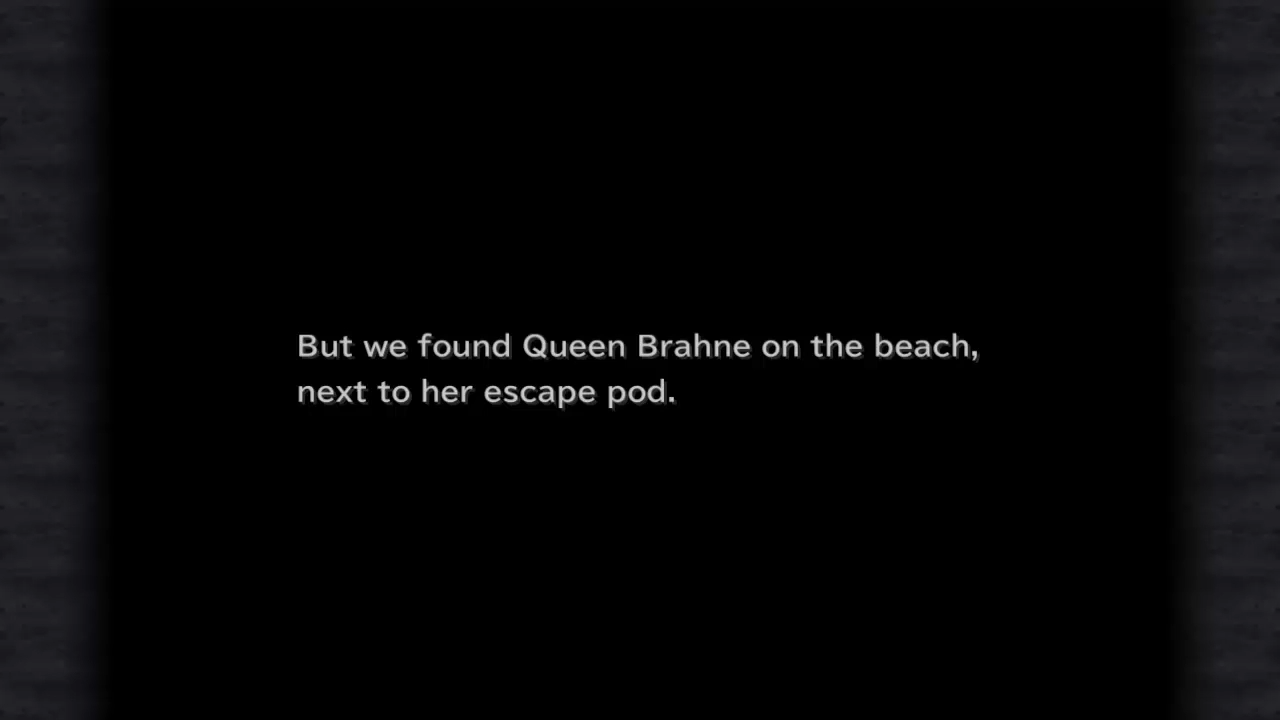 But we found Queen Brahne on the beach,
next to her escape pod.